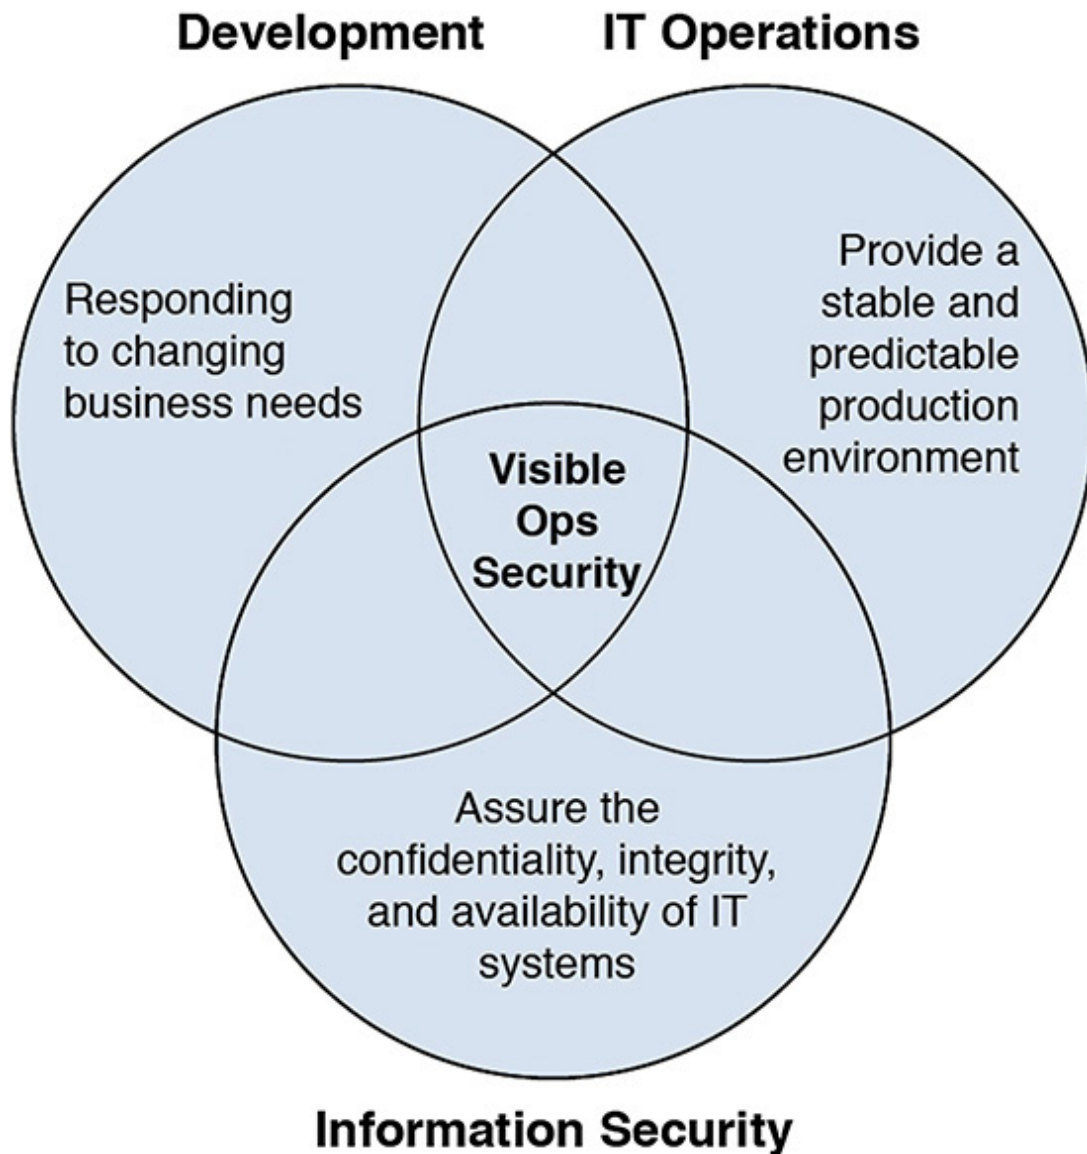 Development
IT Operations
Responding
to changing
business needs
Provide a
stable and
predictable
production
environment
Visible
Ops
Security
Assure the
confidentiality, integrity,
and availability of IT
systems
Information Security